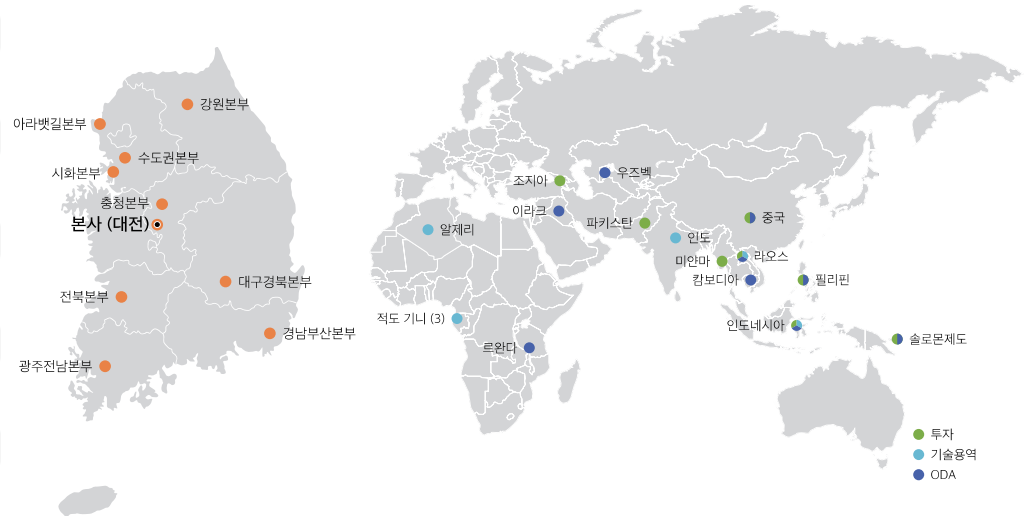 강원본부
아라뱃길본부
수도권본부
시화본부
충청본부
본사 (대전)
대구경북본부
전북본부
경남부산본부
광주전남본부
우즈벡
조지아
이라크
중국
파키스탄
알제리
인도
라오스
미얀마
캄보디아
필리핀
적도 기니 (3)
인도네시아
솔로몬제도
르완다
투자
기술용역
ODA